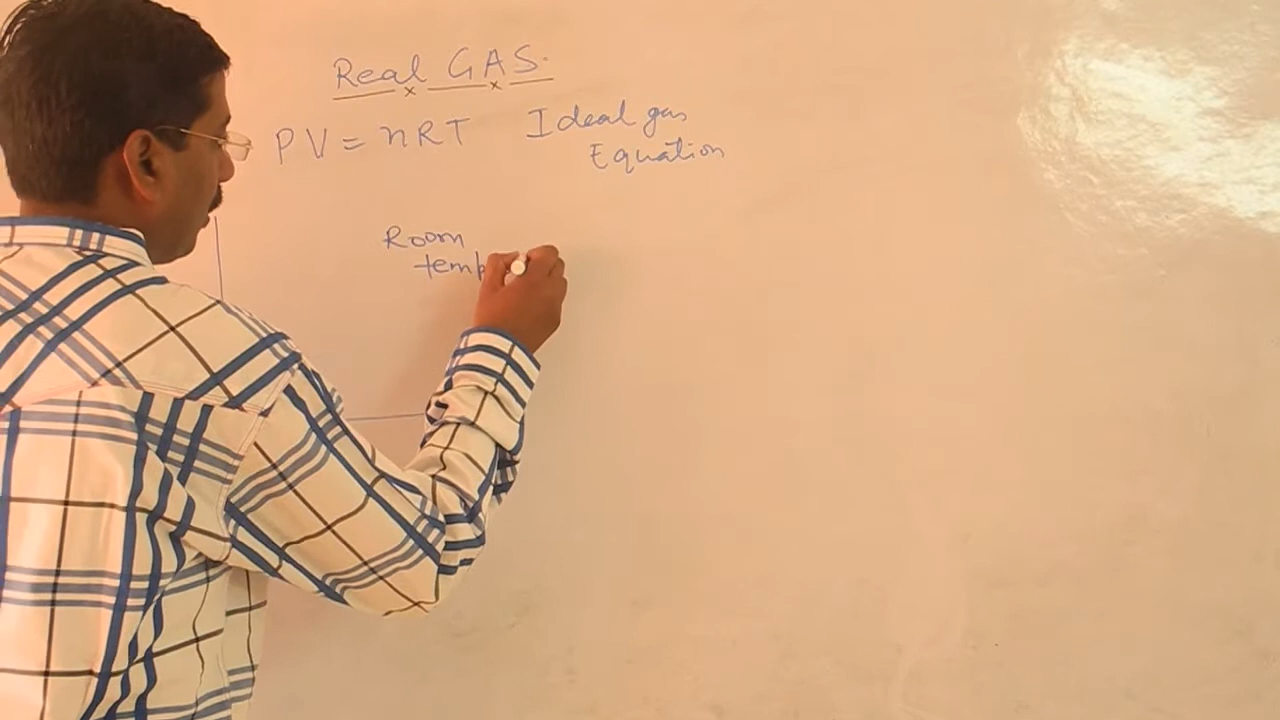 Real GAS.
PV = nRT Ideal gas
Equation
Room
temp